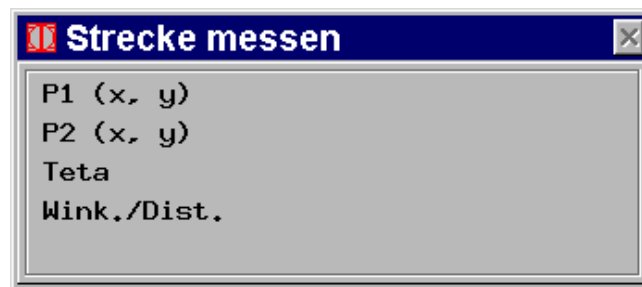 Strecke messen
P1 (x, y)
P2 (x, y)
Teta
Wink./Dist.